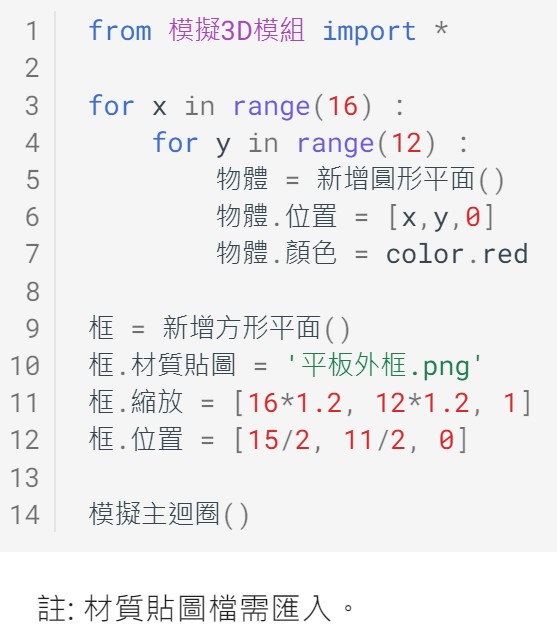 1 from 模擬3D模組 import *
2
3 for x in range(16) :
4     for y in range(12) :
5         物體 = 新增圓形平面()
6         物體.位置 = [x,y,0]
7         物體.顏色 = color.red
8
9 框 = 新增方形平面()
10 框.材質貼圖 = '平板外框.png'
11 框.縮放 = [16*1.2, 12*1.2, 1]
12 框.位置 = [15/2, 11/2, 0]
13
14 模擬主迴圈()
註: 材質貼圖檔需匯入。